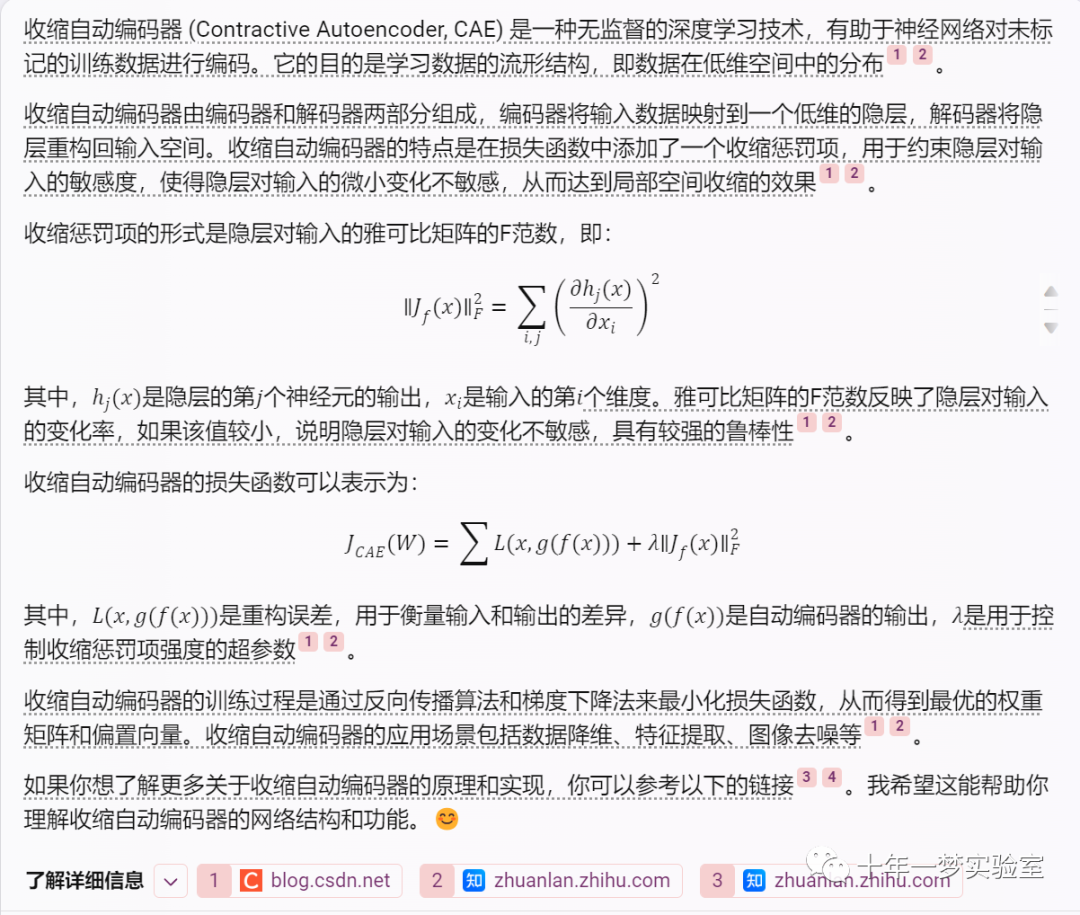 收缩自动编码器 (Contractive Autoencoder, CAE) 是一种无监督的深度学习技术，有助于神经网络对未标
记的训练数据进行编码。它的目的是学习数据的流形结构，即数据在低维空间中的分布 1 2 。
收缩自动编码器由编码器和解码器两部分组成，编码器将输入数据映射到一个低维的隐层，解码器将隐
层重构回输入空间。收缩自动编码器的特点是在损失函数中添加了一个收缩惩罚项，用于约束隐层对输
入的敏感度，使得隐层对输入的微小变化不敏感，从而达到局部空间收缩的效果 1 2 。
收缩惩罚项的形式是隐层对输入的雅可比矩阵的F范数，即：
‖J_f(x)‖_F^2 = ∑_{i,j} (∂h_j(x)/∂x_i)^2
其中，h_j(x)是隐层的第j个神经元的输出，x_i是输入的第i个维度。雅可比矩阵的F范数反映了隐层对输入
的变化率，如果该值较小，说明隐层对输入的变化不敏感，具有较强的鲁棒性 1 2 。
收缩自动编码器的损失函数可以表示为：
J_{CAE}(W) = ∑ L(x, g(f(x))) + λ‖J_f(x)‖_F^2
其中，L(x, g(f(x)))是重构误差，用于衡量输入和输出的差异，g(f(x))是自动编码器的输出，λ是用于控
制收缩惩罚项强度的超参数 1 2 。
收缩自动编码器的训练过程是通过反向传播算法和梯度下降法来最小化损失函数，从而得到最优的权重
矩阵和偏置向量。收缩自动编码器的应用场景包括数据降维、特征提取、图像去噪等 1 2 。
如果你想了解更多关于收缩自动编码器的原理和实现，你可以参考以下的链接 3 4 。我希望这能帮助你
理解收缩自动编码器的网络结构和功能。😊
了解详细信息 1 C blog.csdn.net 2 知 zhuanlan.zhihu.com 3 知 zhuanlan.zhihu.com
十年一梦实验室